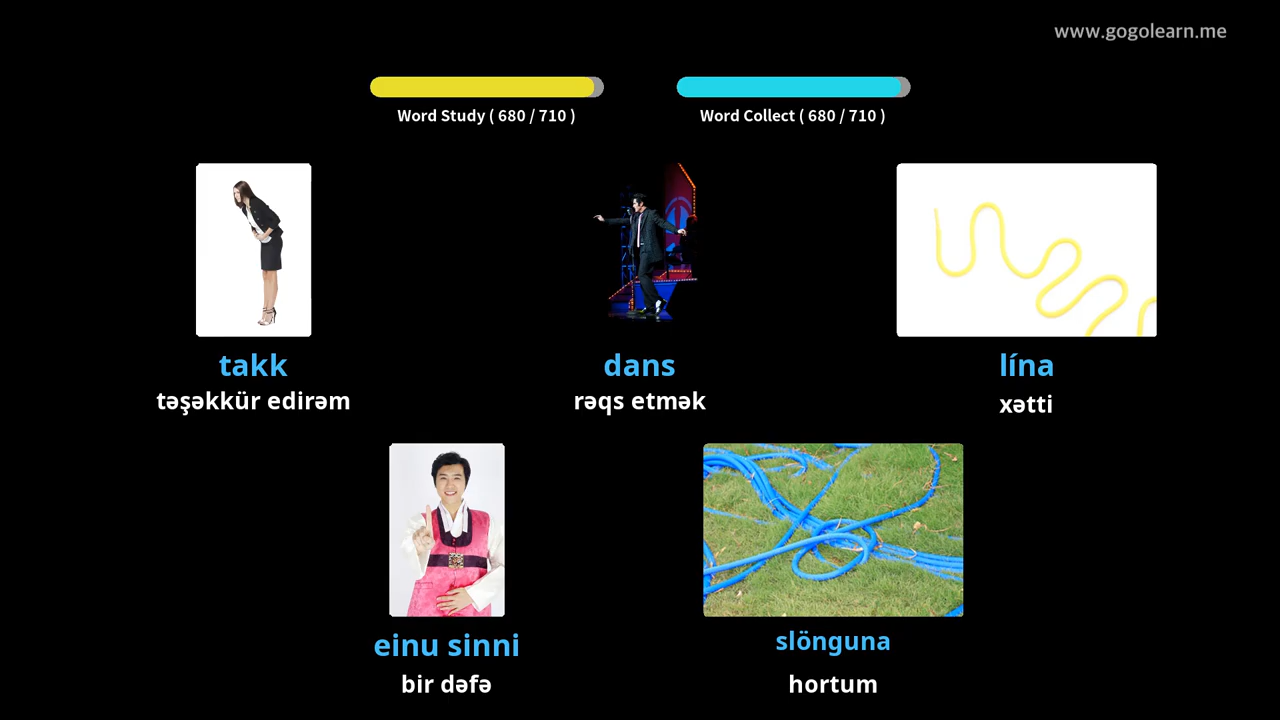 www.gogolearn.me
Word Study ( 680 / 710 )
Word Collect ( 680 / 710 )
takk
təşəkkür edirəm
dans
rəqs etmək
lína
xətti
einu sinni
bir dəfə
slönguna
hortum